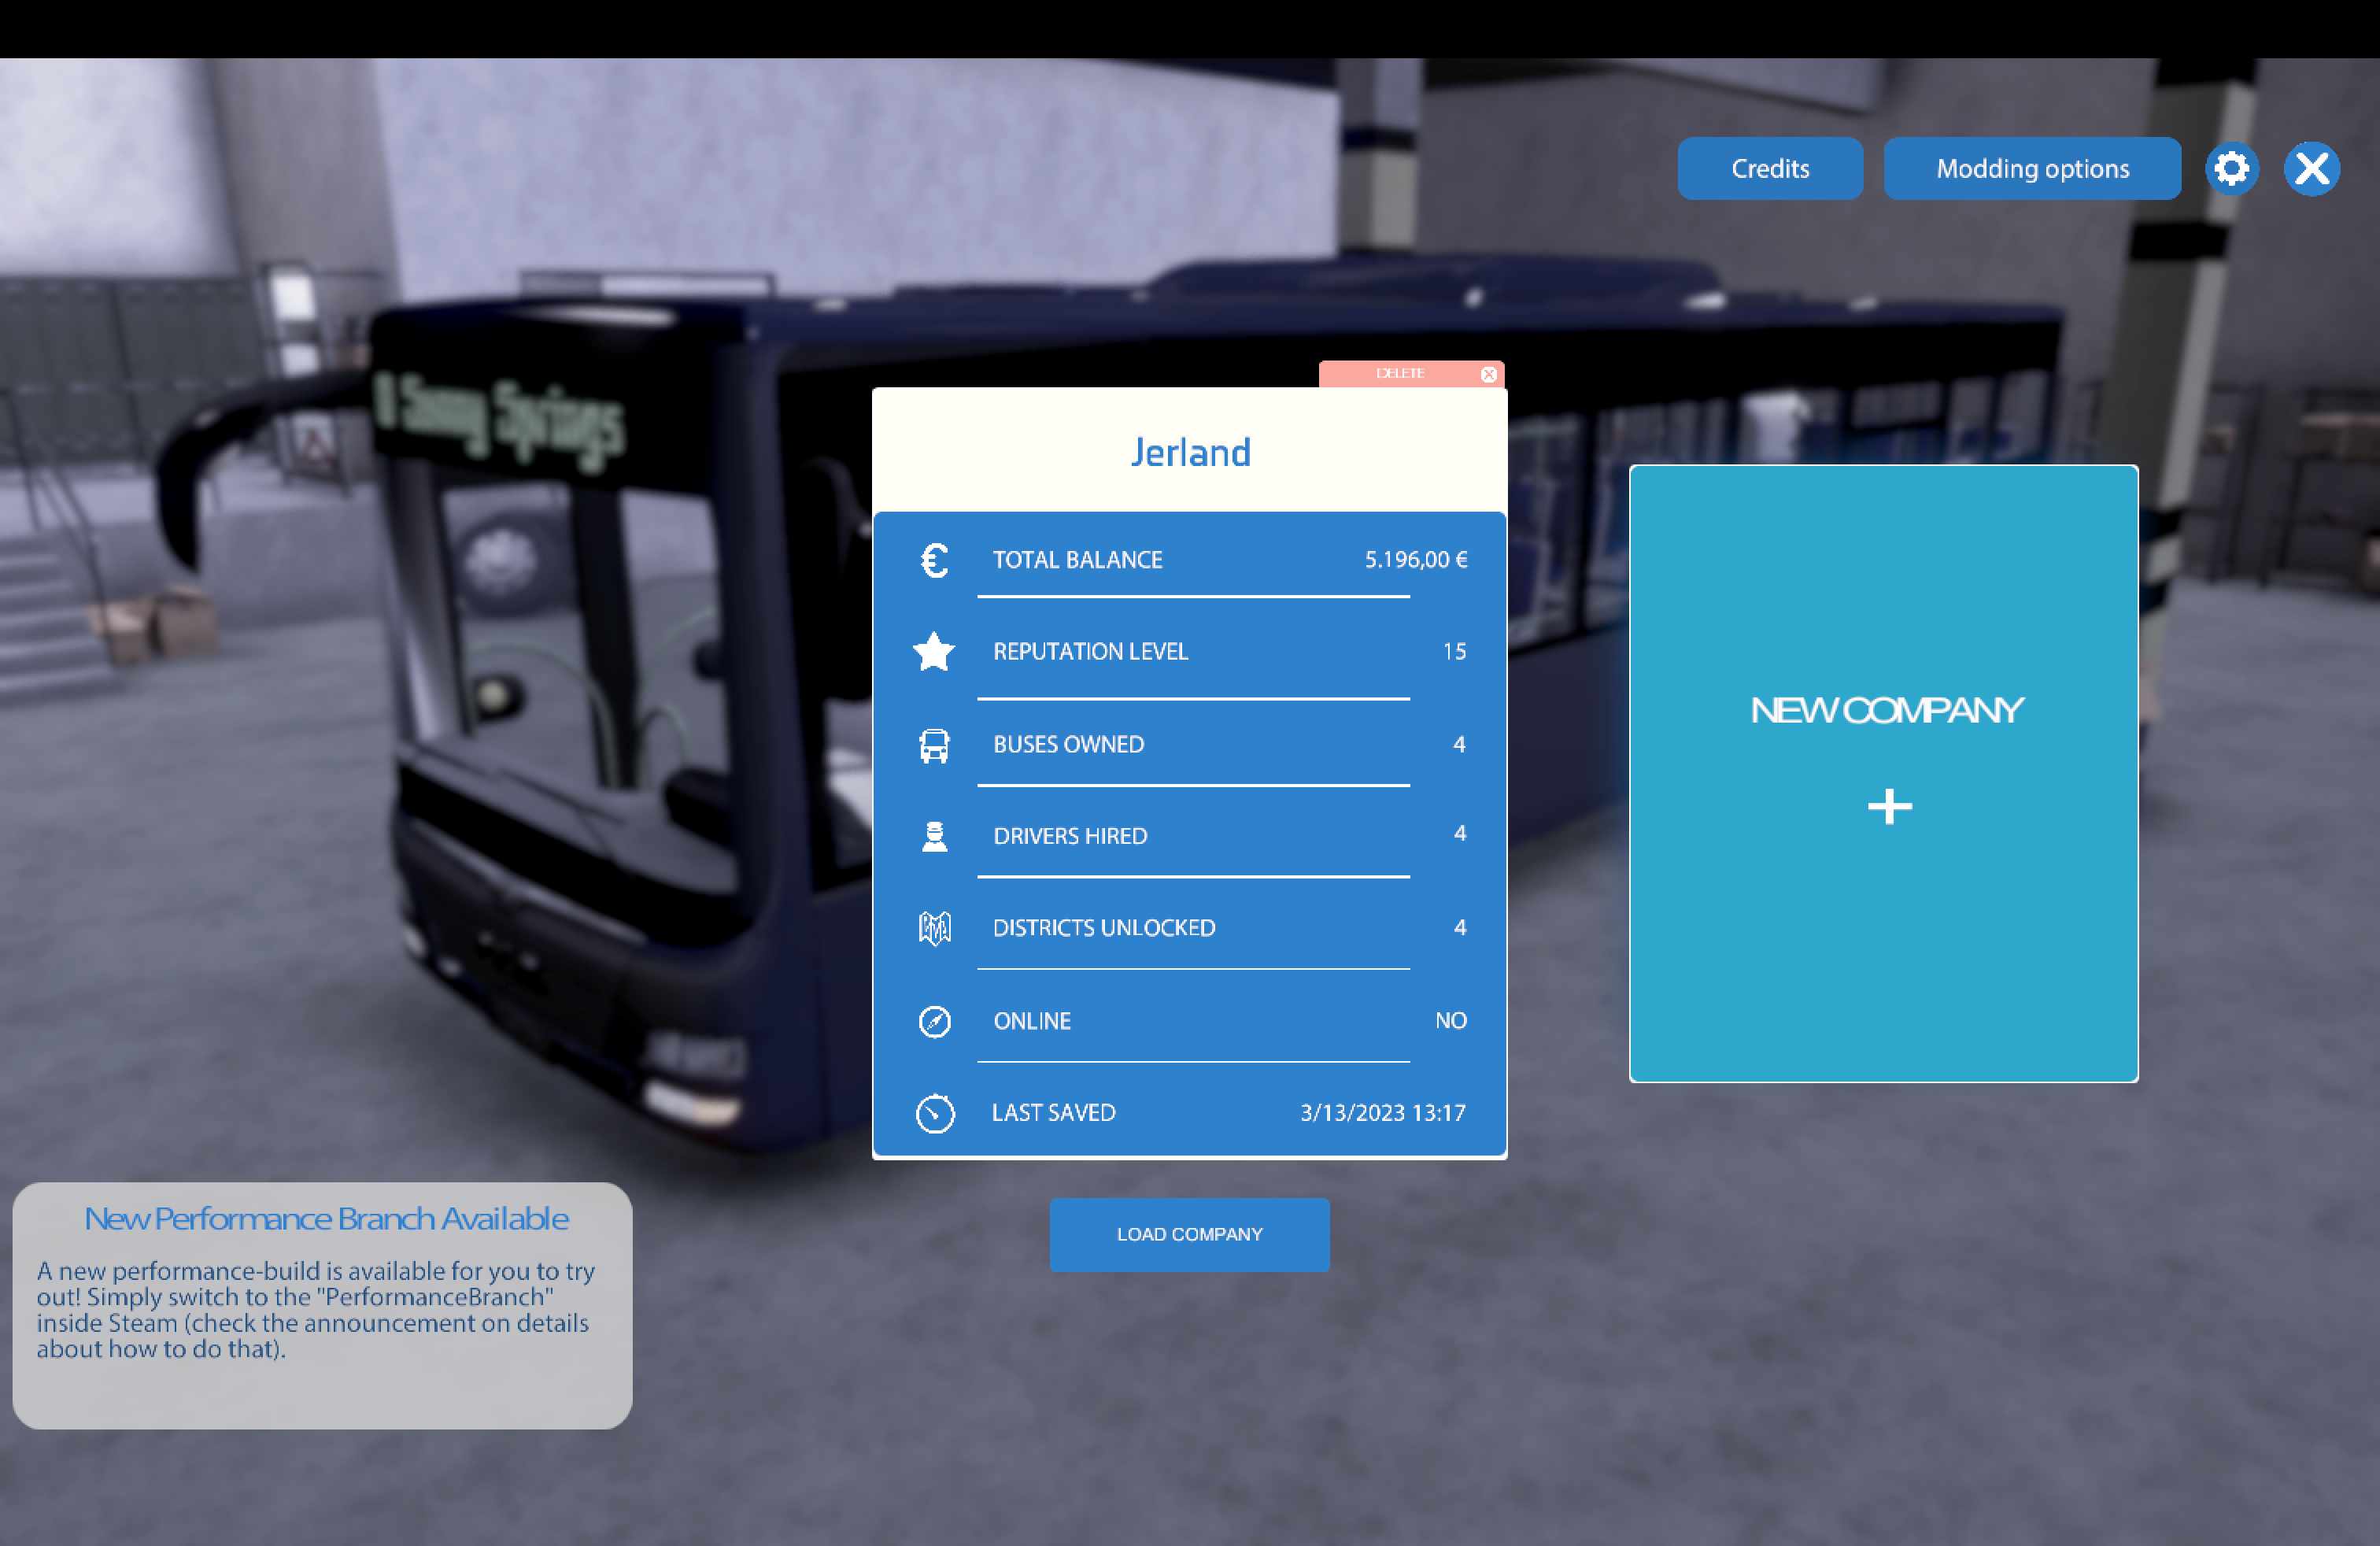 Credits
Modding options
Sunny Springs
DELETE
Jerland
TOTAL BALANCE 5.196,00 €
REPUTATION LEVEL 15
BUSES OWNED 4
DRIVERS HIRED 4
DISTRICTS UNLOCKED 4
ONLINE NO
LAST SAVED 3/13/2023 13:17
LOAD COMPANY
NEW COMPANY
+
New Performance Branch Available
A new performance-build is available for you to try
out! Simply switch to the "PerformanceBranch"
inside Steam (check the announcement on details
about how to do that).